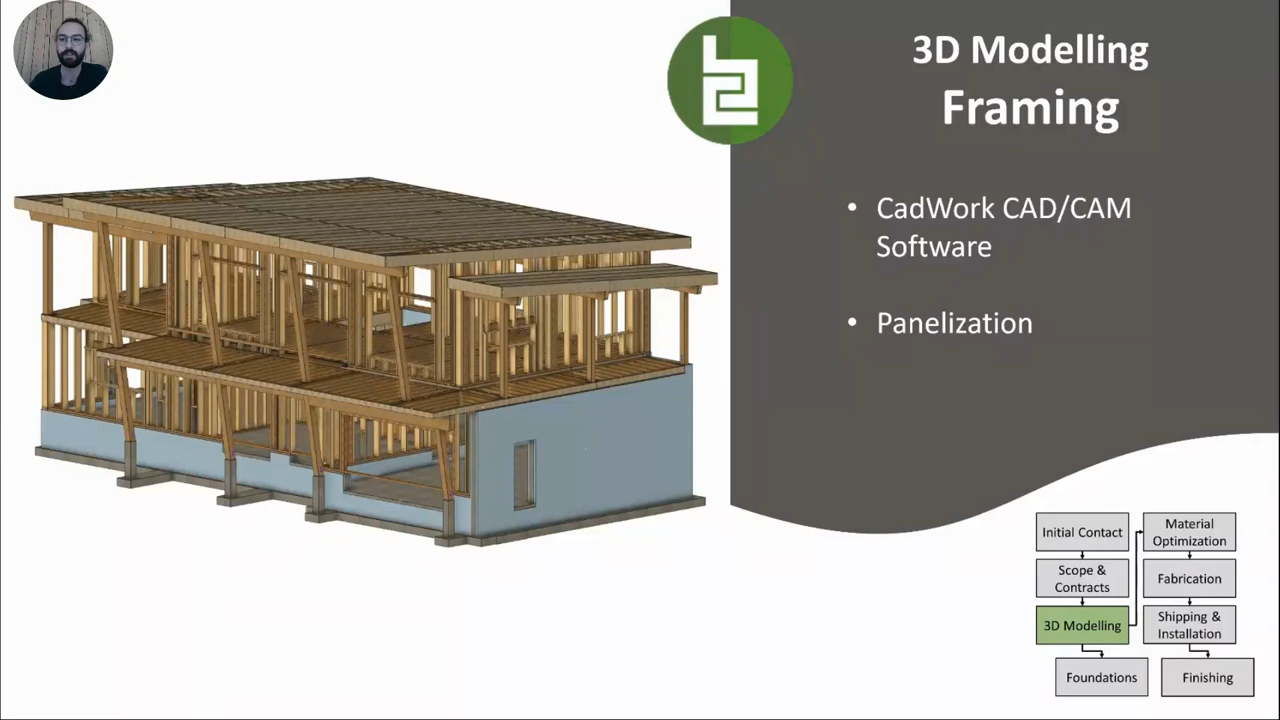 3D Modelling
Framing
• CadWork CAD/CAM
Software
• Panelization
Initial Contact
Scope &
Contracts
3D Modelling
Foundations
Material
Optimization
Fabrication
Shipping &
Installation
Finishing